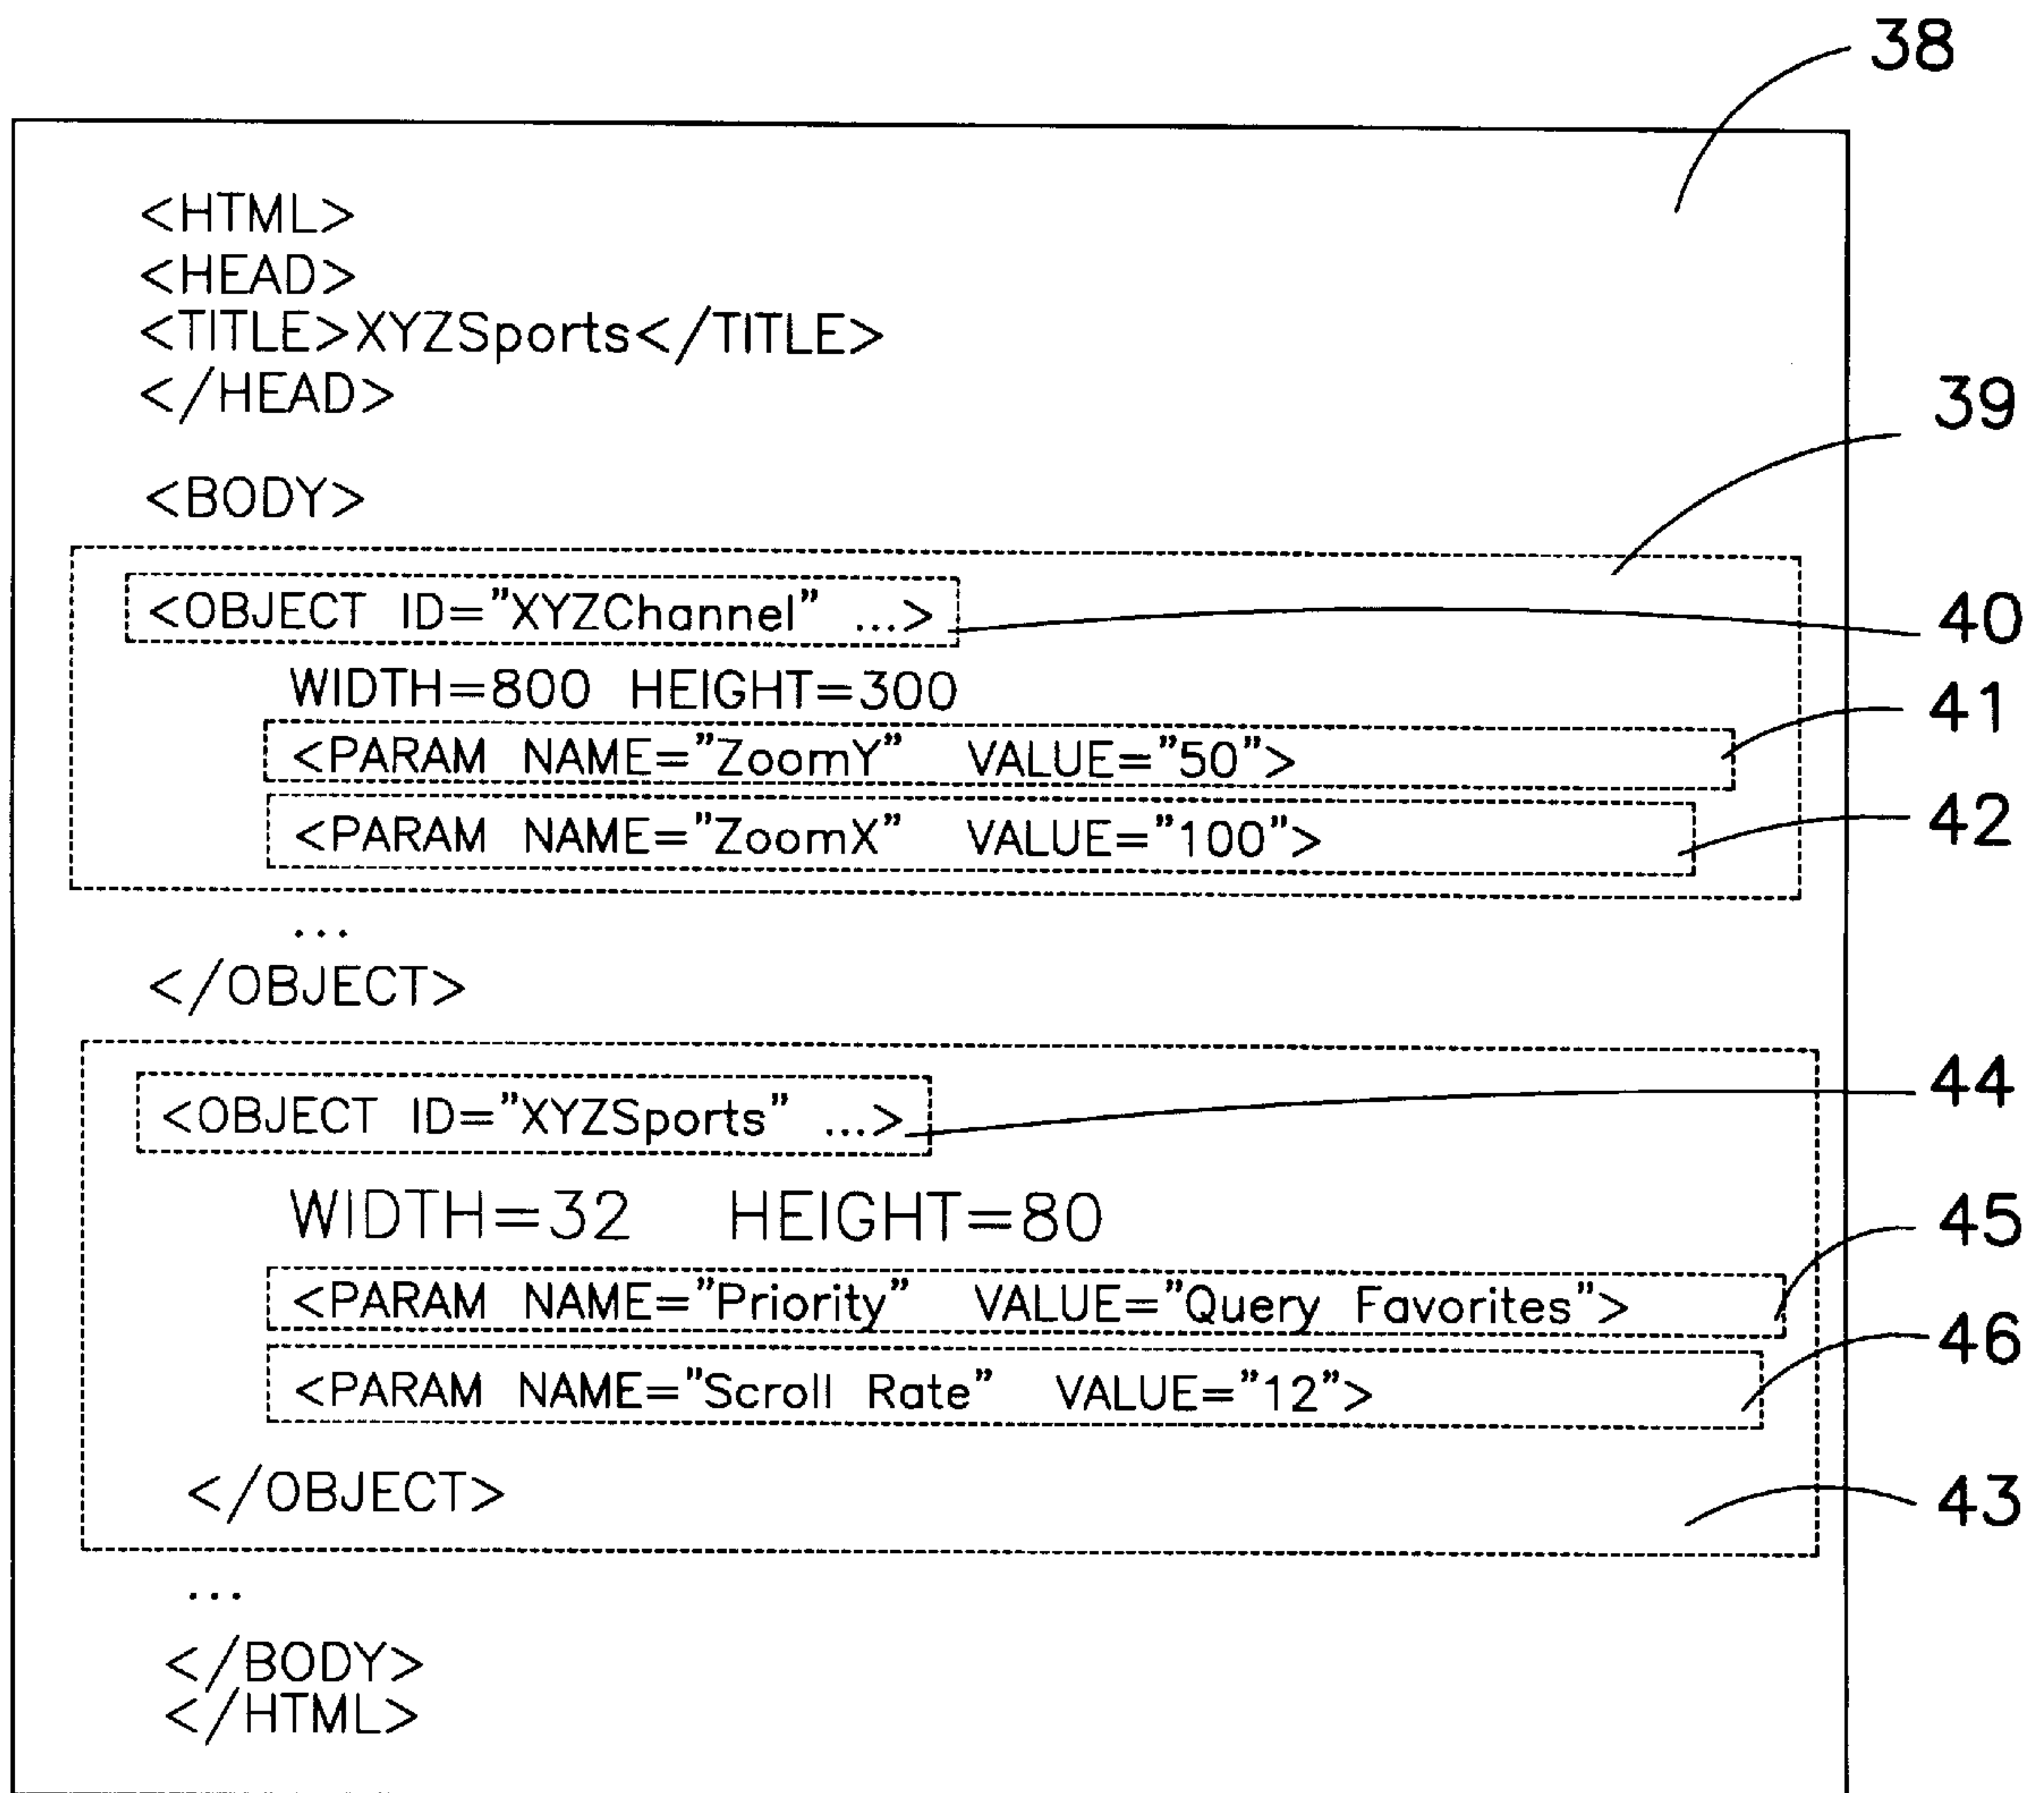 38
<HTML>
<HEAD>
<TITLE>XYZSports</TITLE>
</HEAD>
39
<BODY>
<OBJECT ID="XYZChannel" ...>
40
WIDTH=800 HEIGHT=300
41
<PARAM NAME="ZoomY" VALUE="50">
<PARAM NAME="ZoomX" VALUE="100">
42
...
</OBJECT>
<OBJECT ID="XYZSports" ...>
44
WIDTH=32 HEIGHT=80
45
<PARAM NAME="Priority" VALUE="Query Favorites">
46
<PARAM NAME="Scroll Rate" VALUE="12">
</OBJECT>
43
...
</BODY>
</HTML>